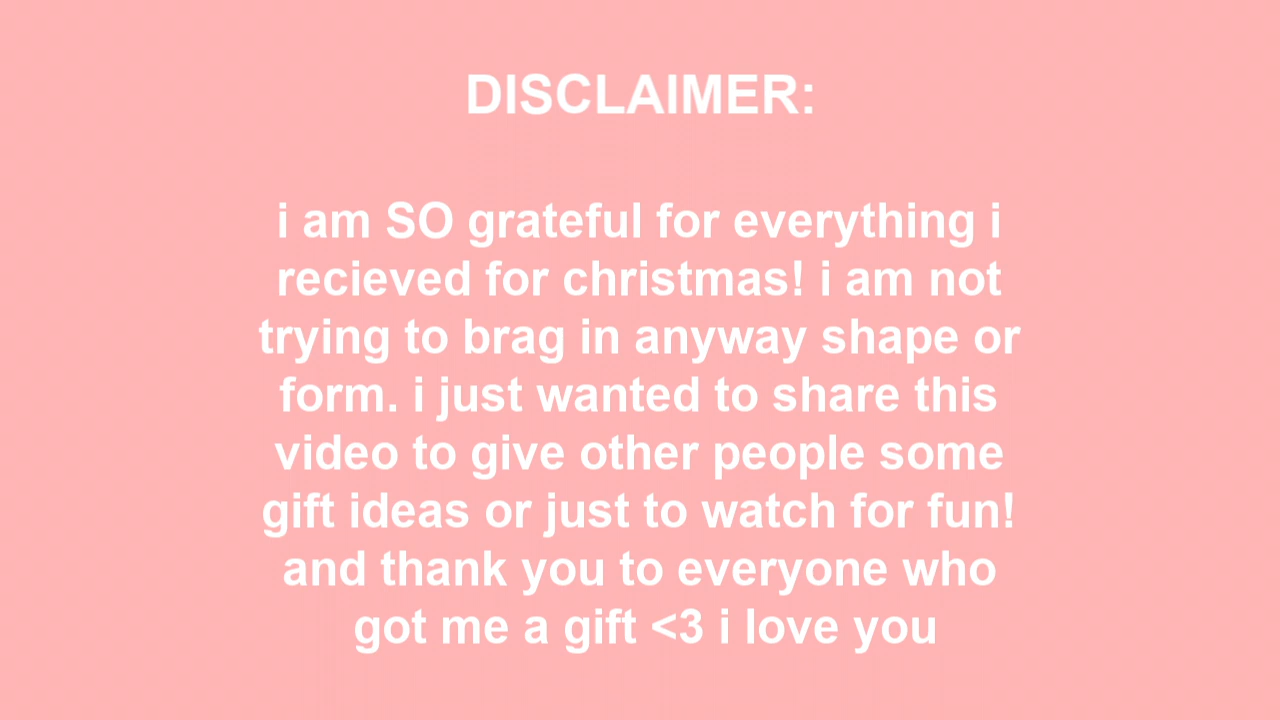 DISCLAIMER:
i am SO grateful for everything i
recieved for christmas! i am not
trying to brag in anyway shape or
form. i just wanted to share this
video to give other people some
gift ideas or just to watch for fun!
and thank you to everyone who
got me a gift <3 i love you